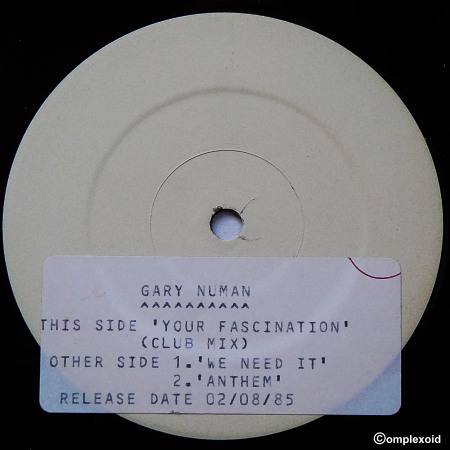 GARY NUMAN
^^^^^^^^^^
THIS SIDE 'YOUR FASCINATION'
(CLUB MIX)
OTHER SIDE 1.'WE NEED IT'
2.'ANTHEM'
RELEASE DATE 02/08/85
©omplexoid